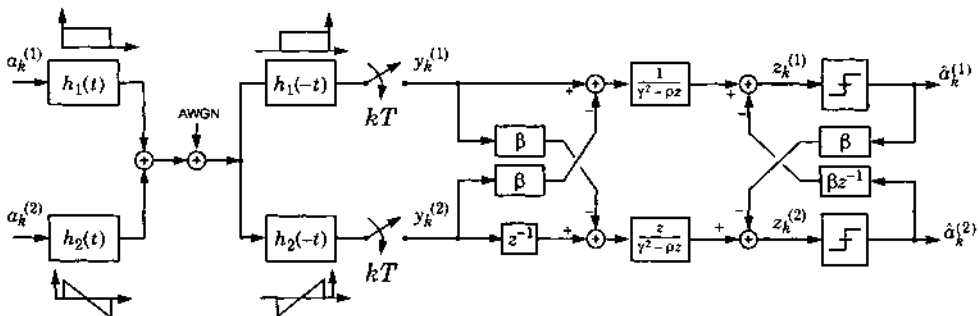 a_k^(1)
h_1(t)
AWGN
h_1(-t)
kT
y_k^(1)
+
-
1
γ² - ρz
+
-
z_k^(1)
â_k^(1)
β
β
β
βz⁻¹
a_k^(2)
h_2(t)
h_2(-t)
kT
y_k^(2)
z⁻¹
+
-
z
γ² - ρz
+
-
z_k^(2)
â_k^(2)